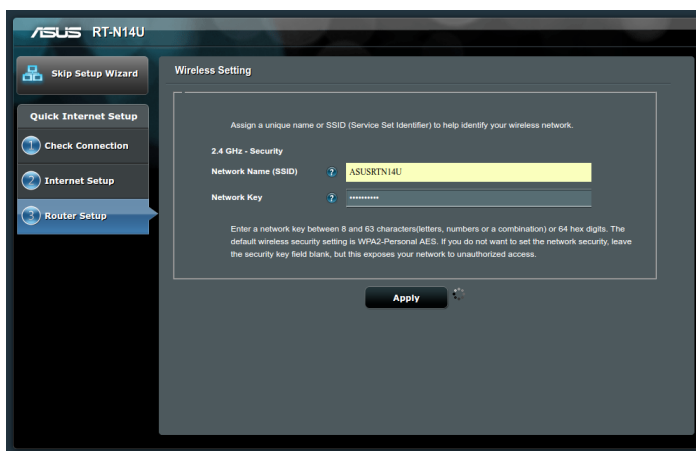 ASUS RT-N14U
Skip Setup Wizard
Quick Internet Setup
1 Check Connection
2 Internet Setup
3 Router Setup
Wireless Setting
Assign a unique name or SSID (Service Set Identifier) to help identify your wireless network.
2.4 GHz - Security
Network Name (SSID) ? ASUSRTN14U
Network Key ? ••••••••••
Enter a network key between 8 and 63 characters(letters, numbers or a combination) or 64 hex digits. The
default wireless security setting is WPA2-Personal AES. If you do not want to set the network security, leave
the security key field blank, but this exposes your network to unauthorized access.
Apply